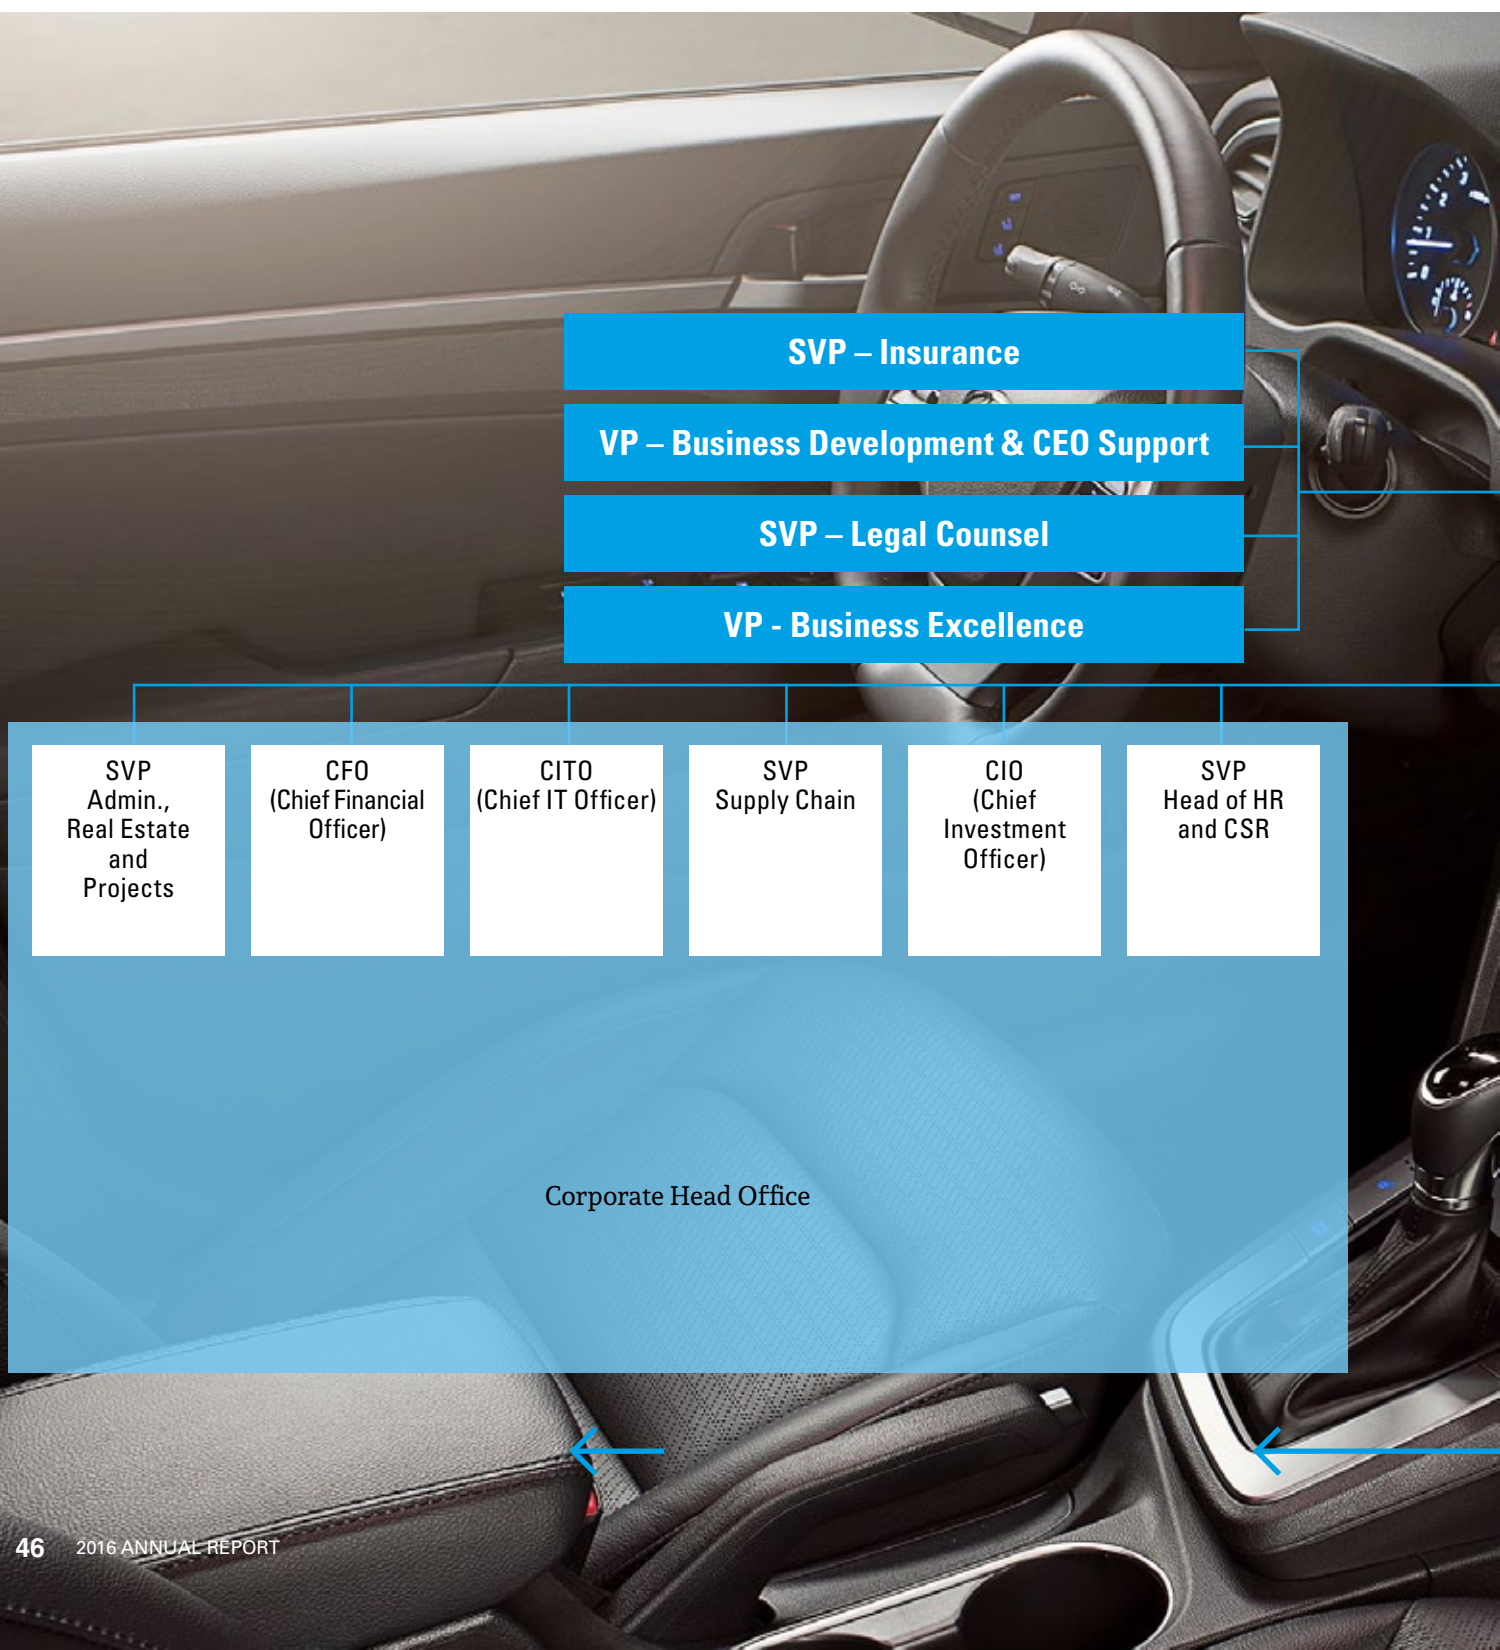 SVP – Insurance
VP – Business Development & CEO Support
SVP – Legal Counsel
VP - Business Excellence
SVP
Admin.,
Real Estate
and
Projects
CFO
(Chief Financial
Officer)
CITO
(Chief IT Officer)
SVP
Supply Chain
CIO
(Chief
Investment
Officer)
SVP
Head of HR
and CSR
Corporate Head Office
46 2016 ANNUAL REPORT